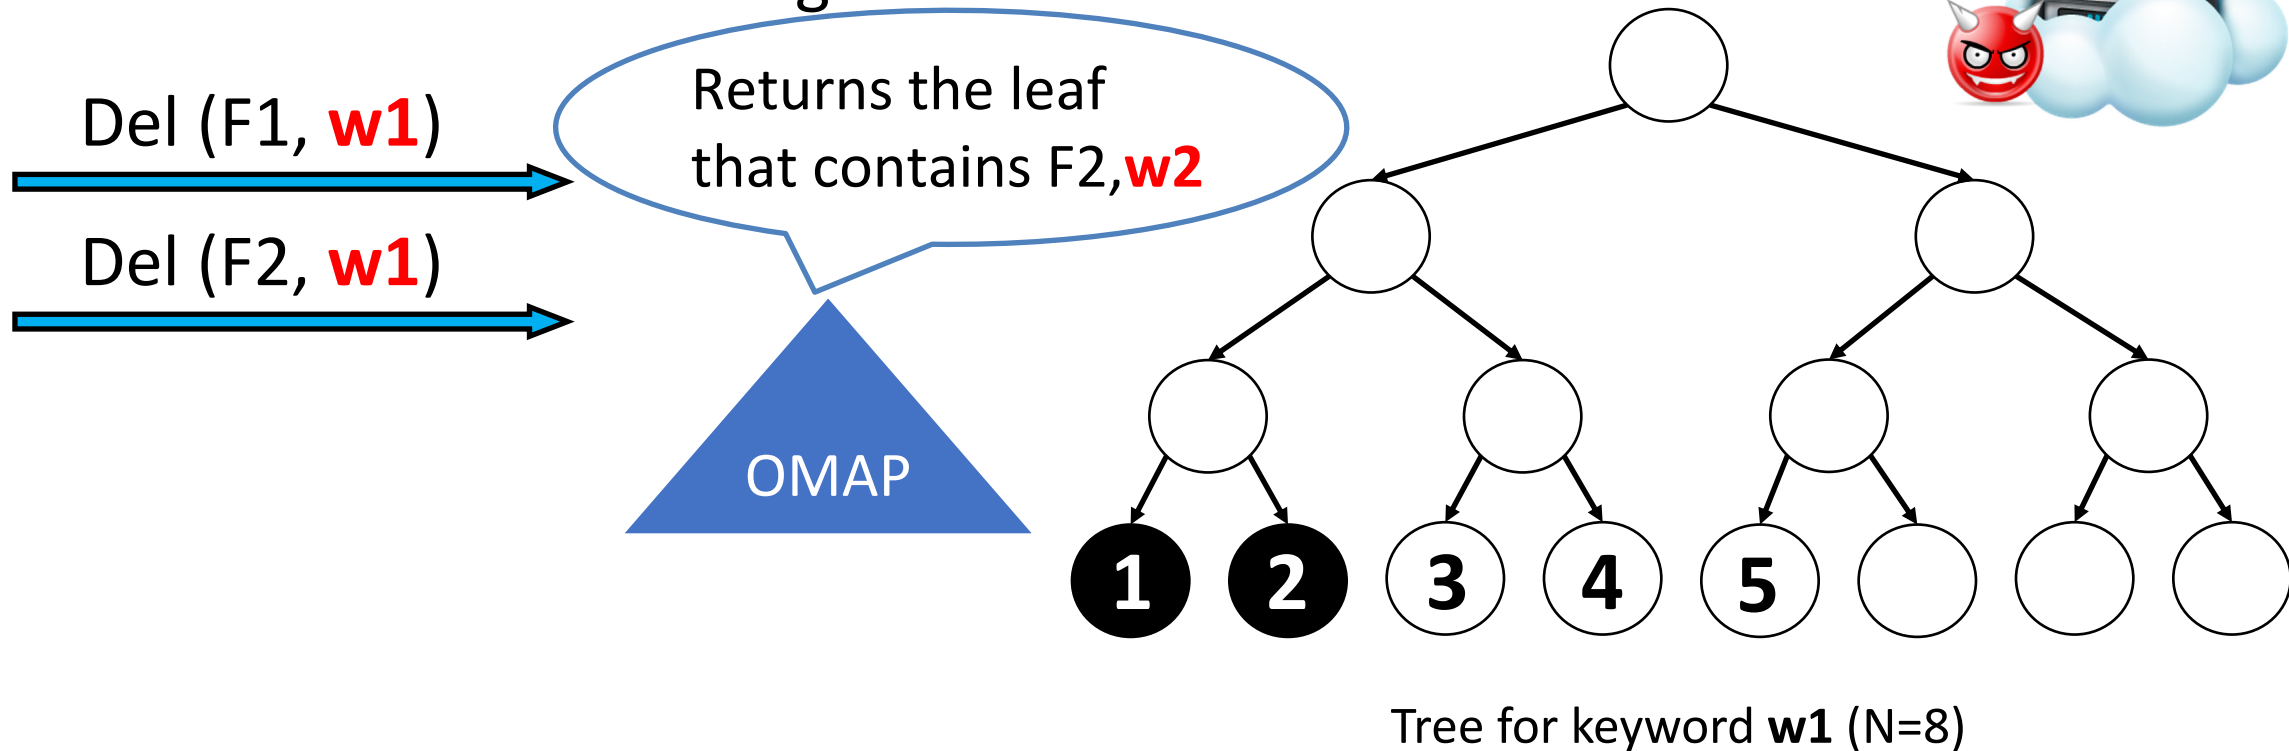 Del (F1, w1)
Del (F2, w1)
Returns the leaf
that contains F2,w2
OMAP
1 2 3 4 5
Tree for keyword w1 (N=8)